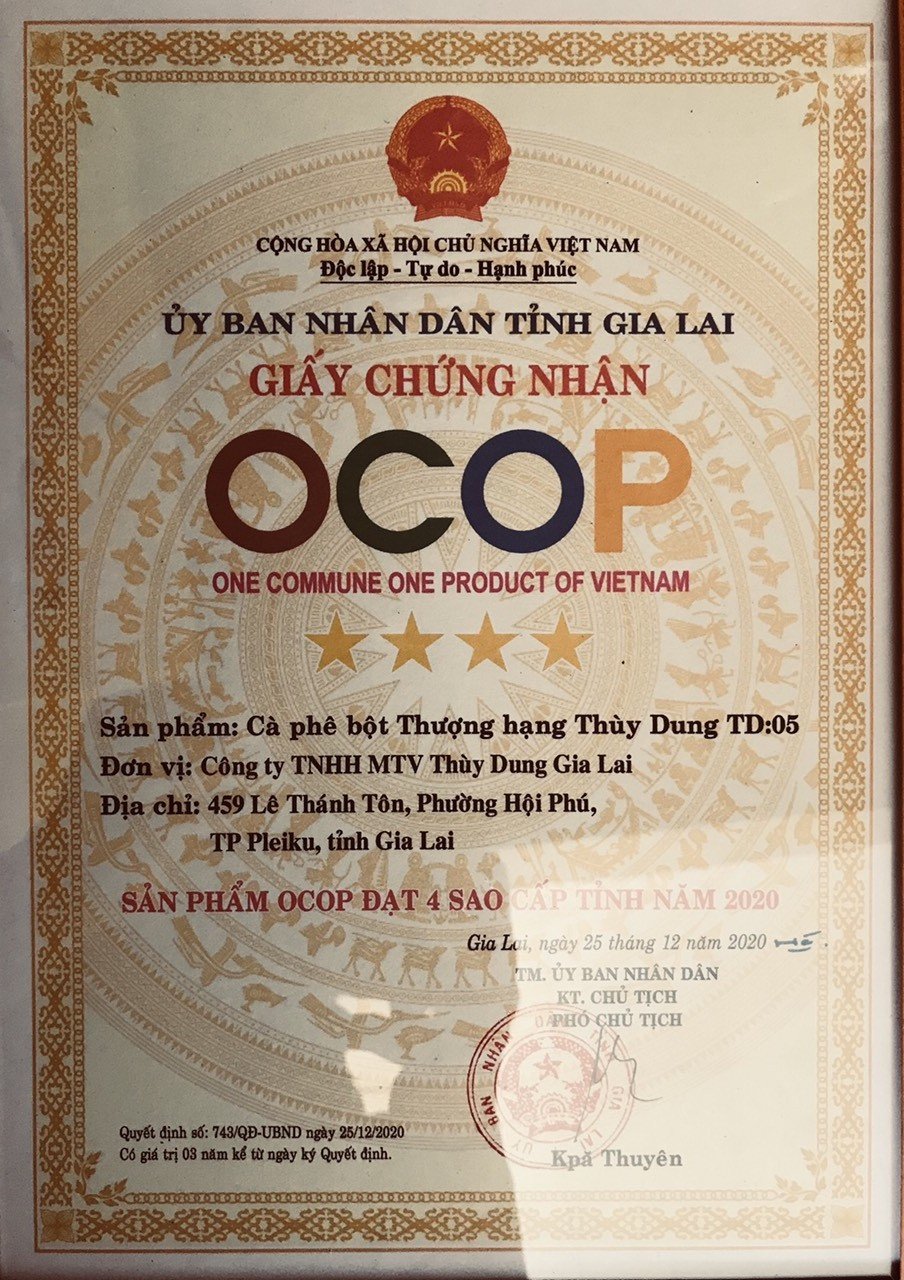 CỘNG HÒA XÃ HỘI CHỦ NGHĨA VIỆT NAM
Độc lập - Tự do - Hạnh phúc
ỦY BAN NHÂN DÂN TỈNH GIA LAI
GIẤY CHỨNG NHẬN
OCOP
ONE COMMUNE ONE PRODUCT OF VIETNAM
Sản phẩm: Cà phê bột Thượng hạng Thùy Dung TD:05
Đơn vị: Công ty TNHH MTV Thùy Dung Gia Lai
Địa chỉ: 459 Lê Thánh Tôn, Phường Hội Phú,
TP Pleiku, tỉnh Gia Lai
SẢN PHẨM OCOP ĐẠT 4 SAO CẤP TỈNH NĂM 2020
Gia Lai, ngày 25 tháng 12 năm 2020
TM. ỦY BAN NHÂN DÂN
KT. CHỦ TỊCH
PHÓ CHỦ TỊCH
BAN NHÂN GIA LAI
Quyết định số: 743/QĐ-UBND ngày 25/12/2020
Có giá trị 03 năm kể từ ngày ký Quyết định.
Kpă Thuyên